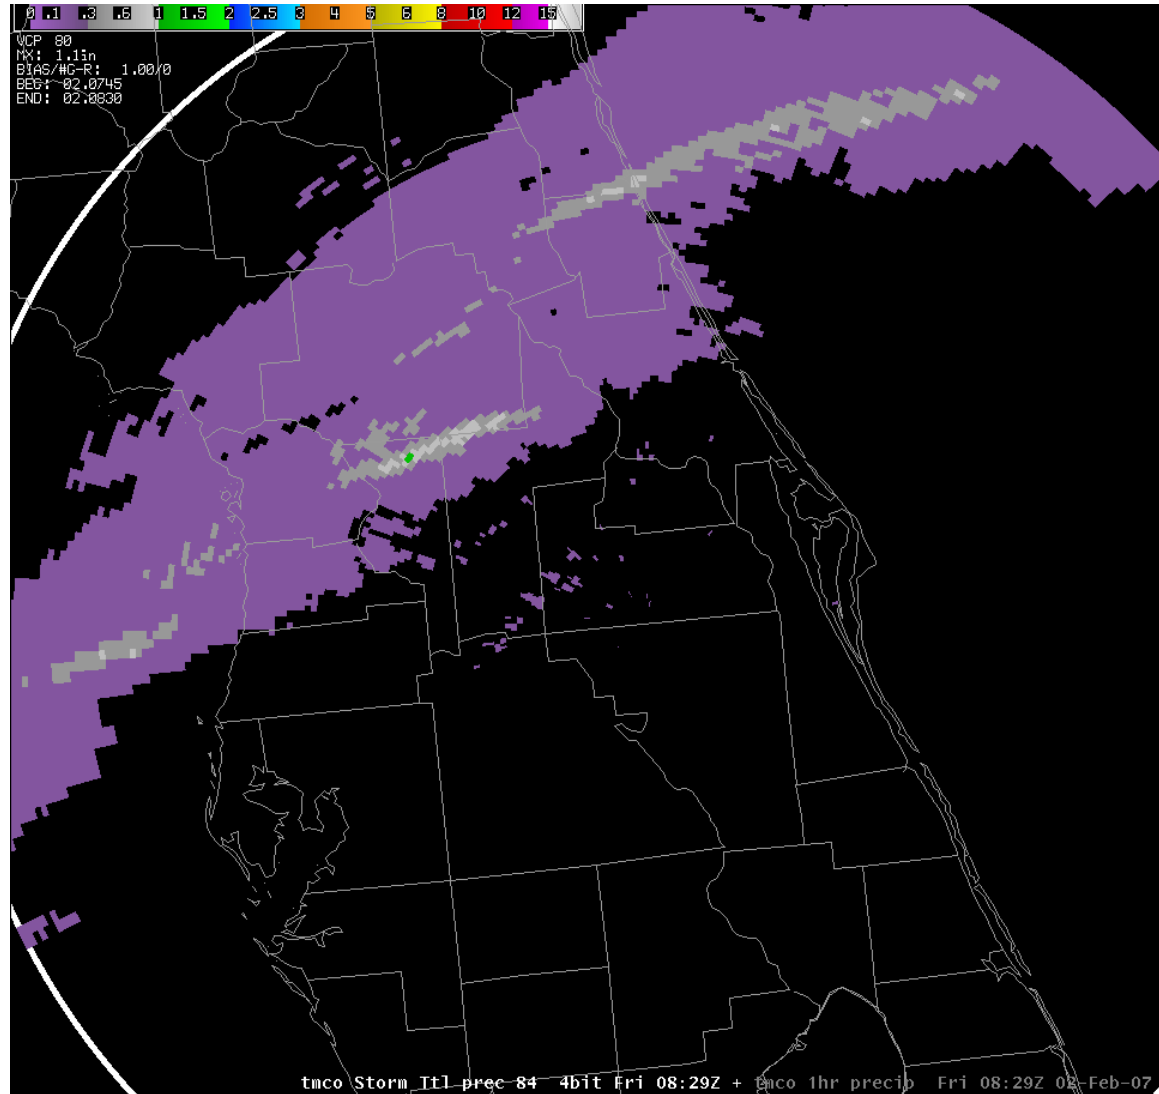 0 .1 .3 .6 1 1.5 2 2.5 3 4 5 6 8 10 12 15
VCP 80
MX: 1.1in
BIAS/#G-R: 1.00/0
BEG: 02.0745
END: 02.0830
tmco Storm Ttl prec 84 4bit Fri 08:29Z + tmco 1hr precip Fri 08:29Z 02-Feb-07